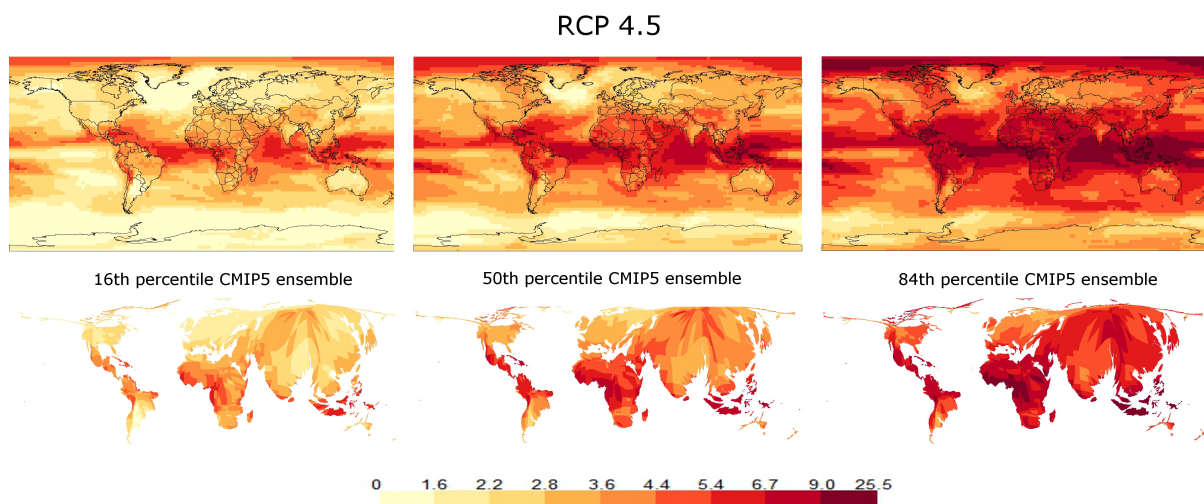 RCP 4.5
16th percentile CMIP5 ensemble
50th percentile CMIP5 ensemble
84th percentile CMIP5 ensemble
0 1.6 2.2 2.8 3.6 4.4 5.4 6.7 9.0 25.5